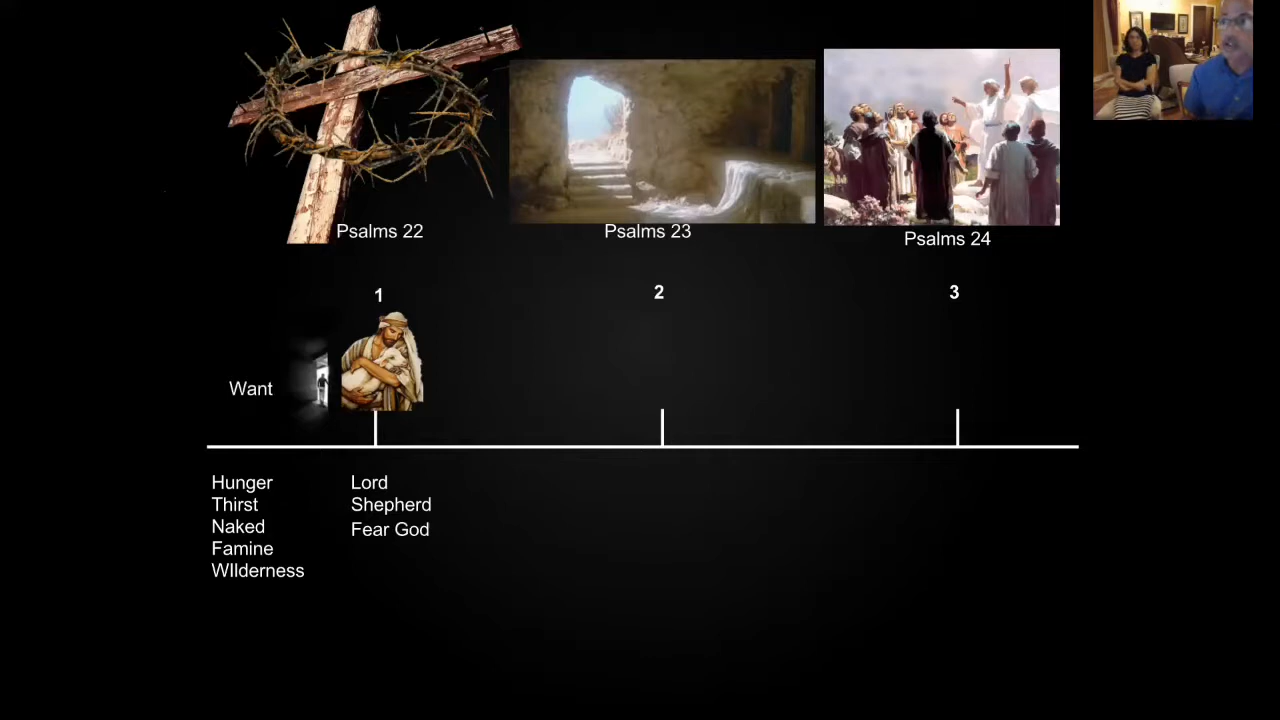 Psalms 22
Psalms 23
Psalms 24
1
2
3
Want
Hunger
Thirst
Naked
Famine
WIlderness
Lord
Shepherd
Fear God